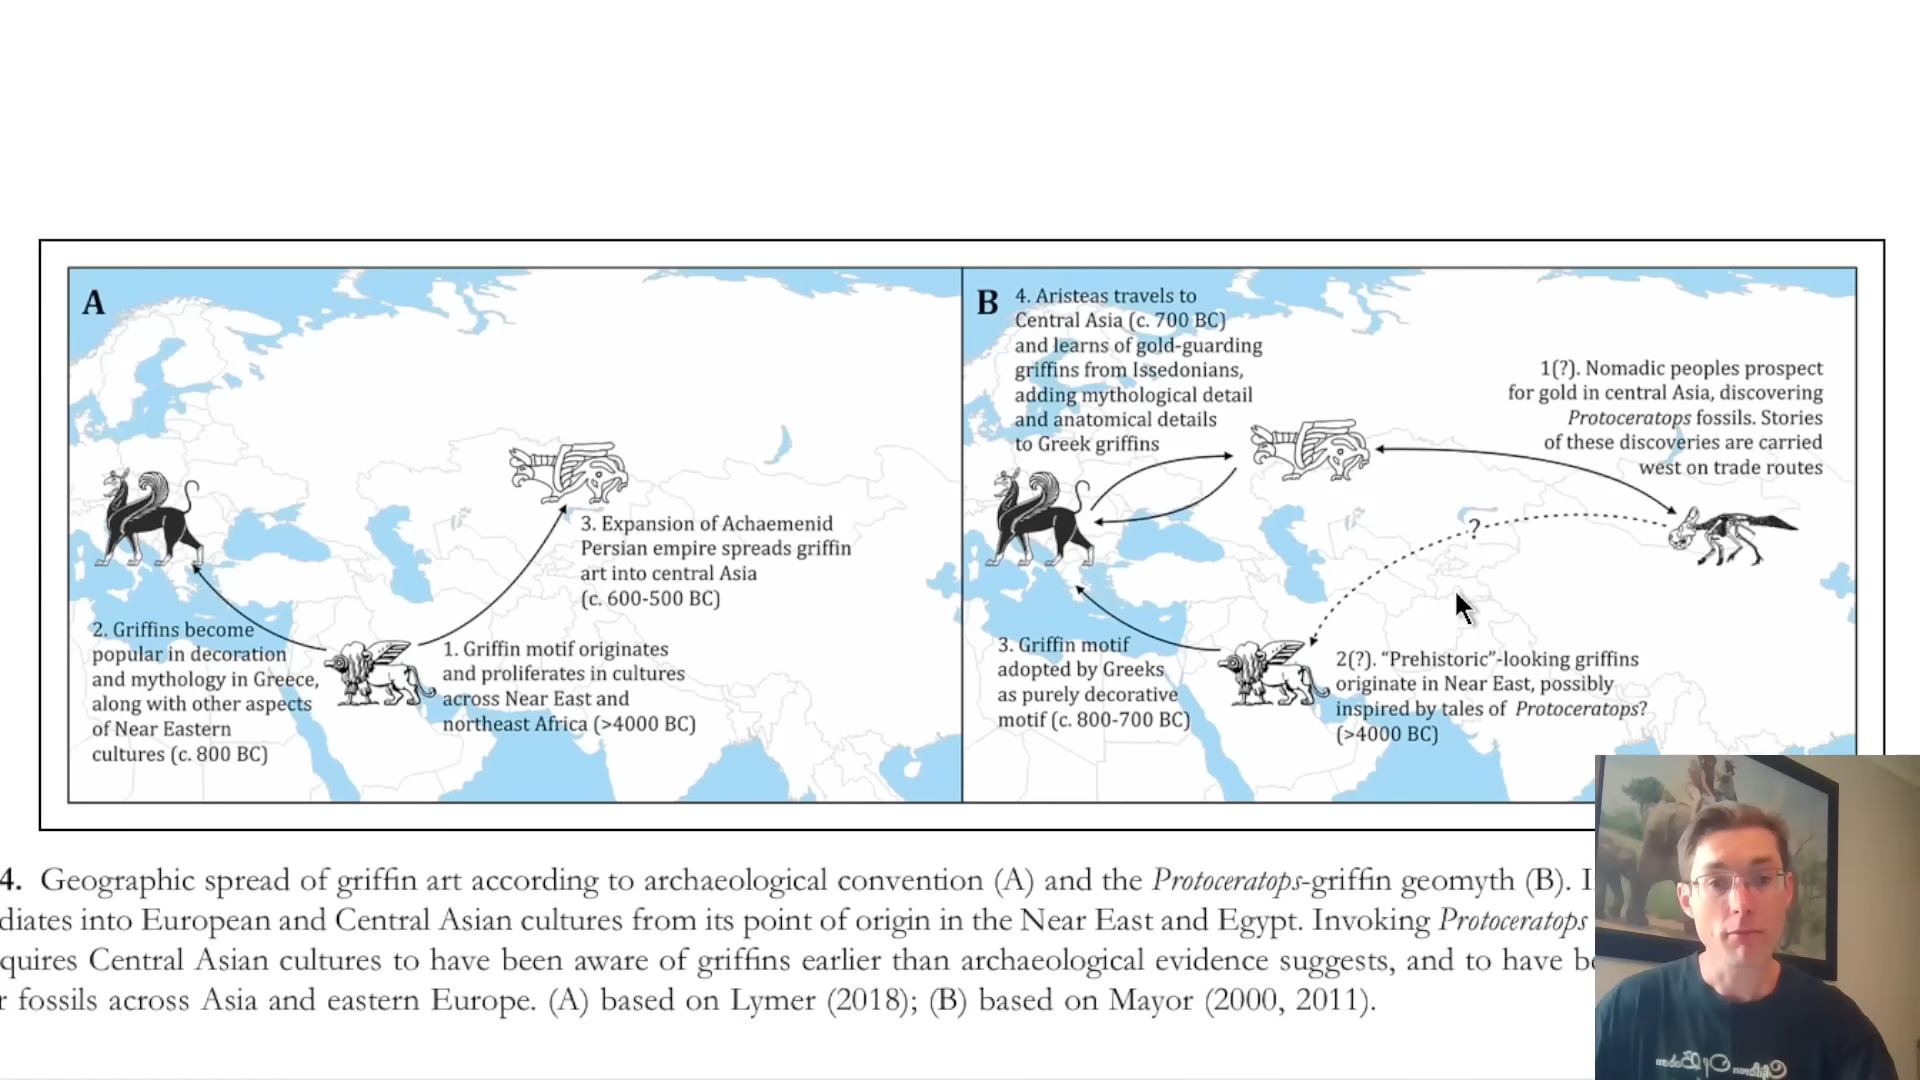 A
2. Griffins become
popular in decoration
and mythology in Greece,
along with other aspects
of Near Eastern
cultures (c. 800 BC)
3. Expansion of Achaemenid
Persian empire spreads griffin
art into central Asia
(c. 600-500 BC)
1. Griffin motif originates
and proliferates in cultures
across Near East and
northeast Africa (>4000 BC)
B
4. Aristeas travels to
Central Asia (c. 700 BC)
and learns of gold-guarding
griffins from Issedonians,
adding mythological detail
and anatomical details
to Greek griffins
1(?). Nomadic peoples prospect
for gold in central Asia, discovering
Protoceratops fossils. Stories
of these discoveries are carried
west on trade routes
?
3. Griffin motif
adopted by Greeks
as purely decorative
motif (c. 800-700 BC)
2(?). “Prehistoric”-looking griffins
originate in Near East, possibly
inspired by tales of Protoceratops?
(>4000 BC)
4. Geographic spread of griffin art according to archaeological convention (A) and the Protoceratops-griffin geomyth (B).
diates into European and Central Asian cultures from its point of origin in the Near East and Egypt. Invoking Protoceratops
quires Central Asian cultures to have been aware of griffins earlier than archaeological evidence suggests, and to have
r fossils across Asia and eastern Europe. (A) based on Lymer (2018); (B) based on Mayor (2000, 2011).